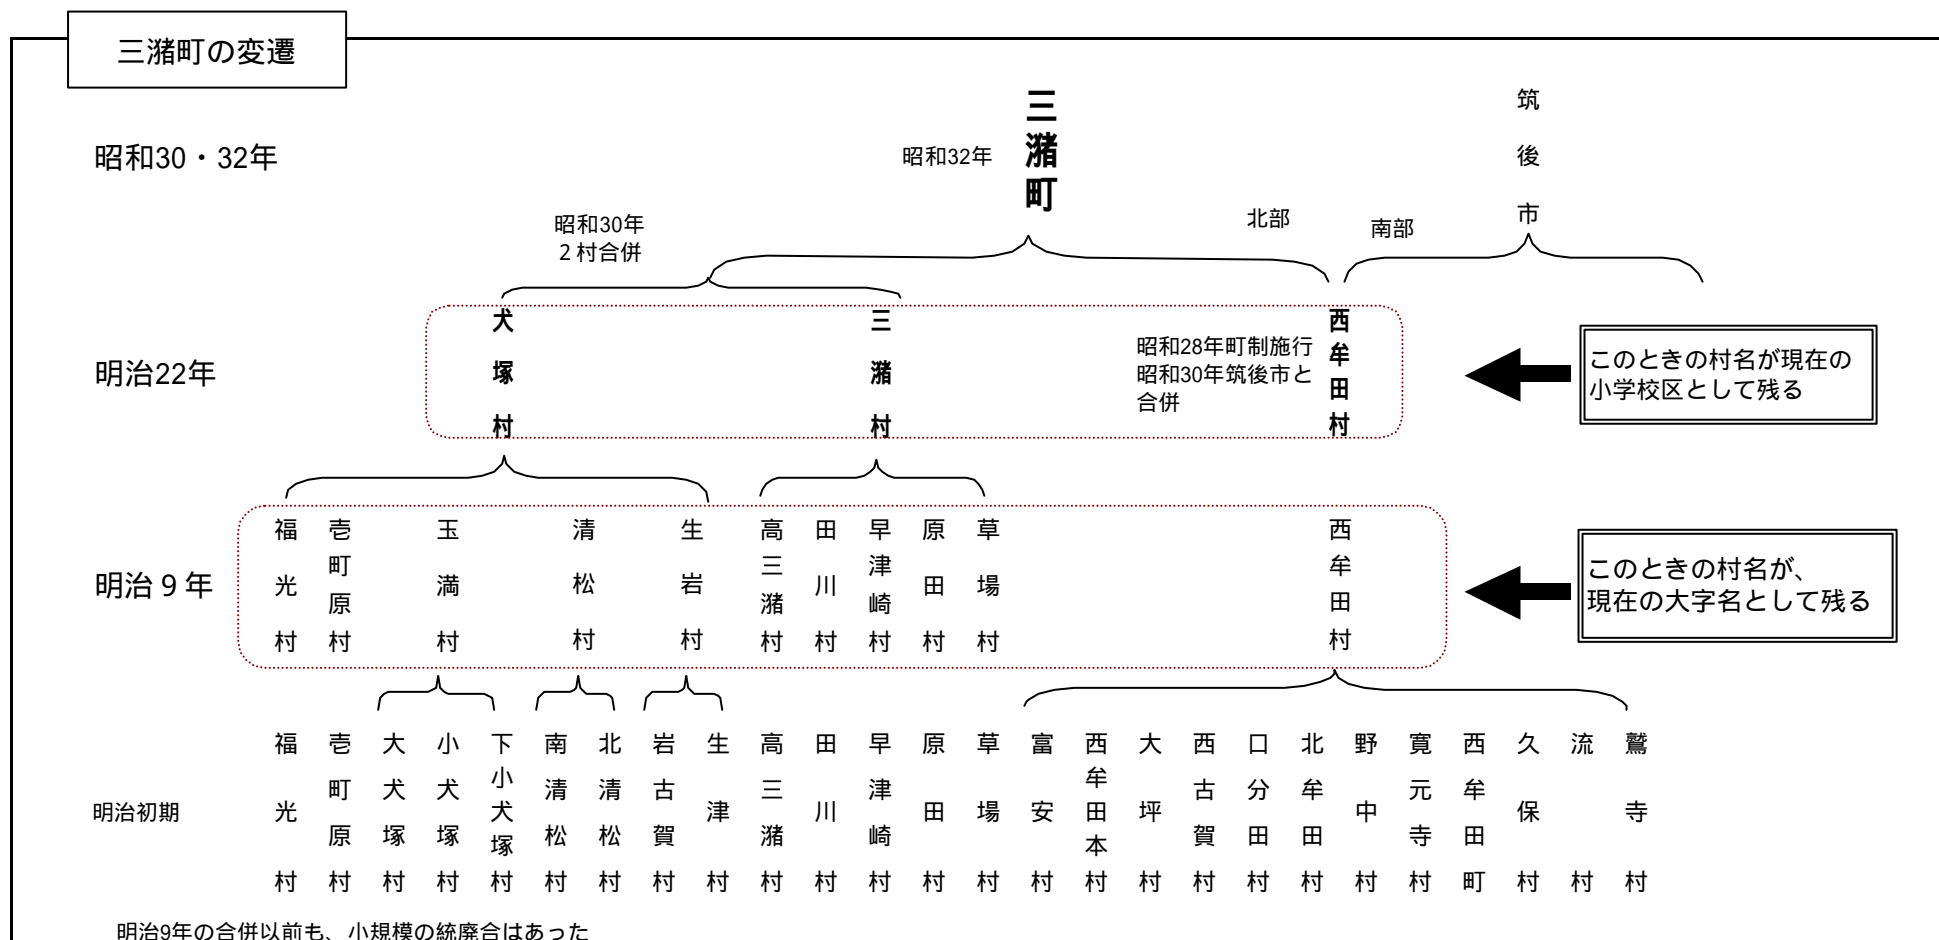 三潴町の変遷
昭和30・32年
昭和32年
三潴町
筑後市
昭和30年
2村合併
北部
南部
明治22年
犬塚村
三潴村
昭和28年町制施行
昭和30年筑後市と
合併
西牟田村
このときの村名が現在の
小学校区として残る
明治9年
福光村
壱町原村
玉満村
清松村
生岩村
高三潴村
田川村
早津崎村
原田村
草場村
西牟田村
このときの村名が、
現在の大字名として残る
明治初期
福光村
壱町原村
大犬塚村
小犬塚村
下小犬塚村
南清松村
北清松村
岩古賀村
生津村
高三潴村
田川村
早津崎村
原田村
草場村
富安村
西牟田本村
大坪村
西古賀村
口分田村
北牟田村
野中村
寛元寺村
西牟田町
久保村
流村
鷲寺村
明治9年の合併以前も、小規模の統廃合はあった